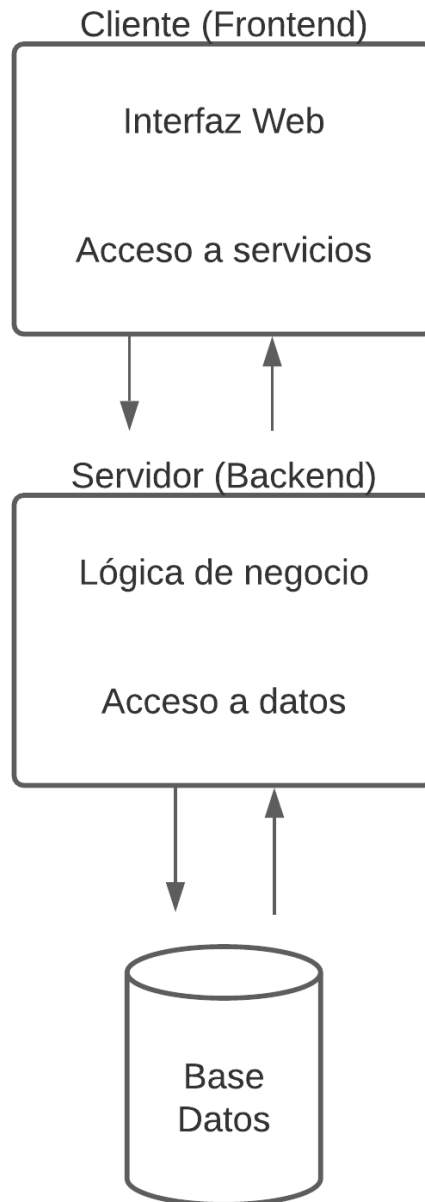 Cliente (Frontend)
Interfaz Web
Acceso a servicios
Servidor (Backend)
Lógica de negocio
Acceso a datos
Base
Datos